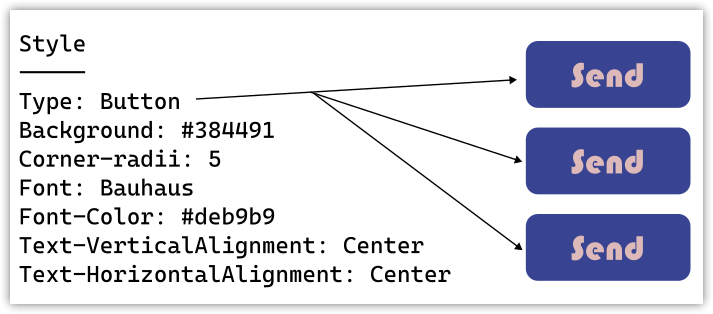 Style
Type: Button
Background: #384491
Corner-radii: 5
Font: Bauhaus
Font-Color: #deb9b9
Text-VerticalAlignment: Center
Text-HorizontalAlignment: Center
Send
Send
Send